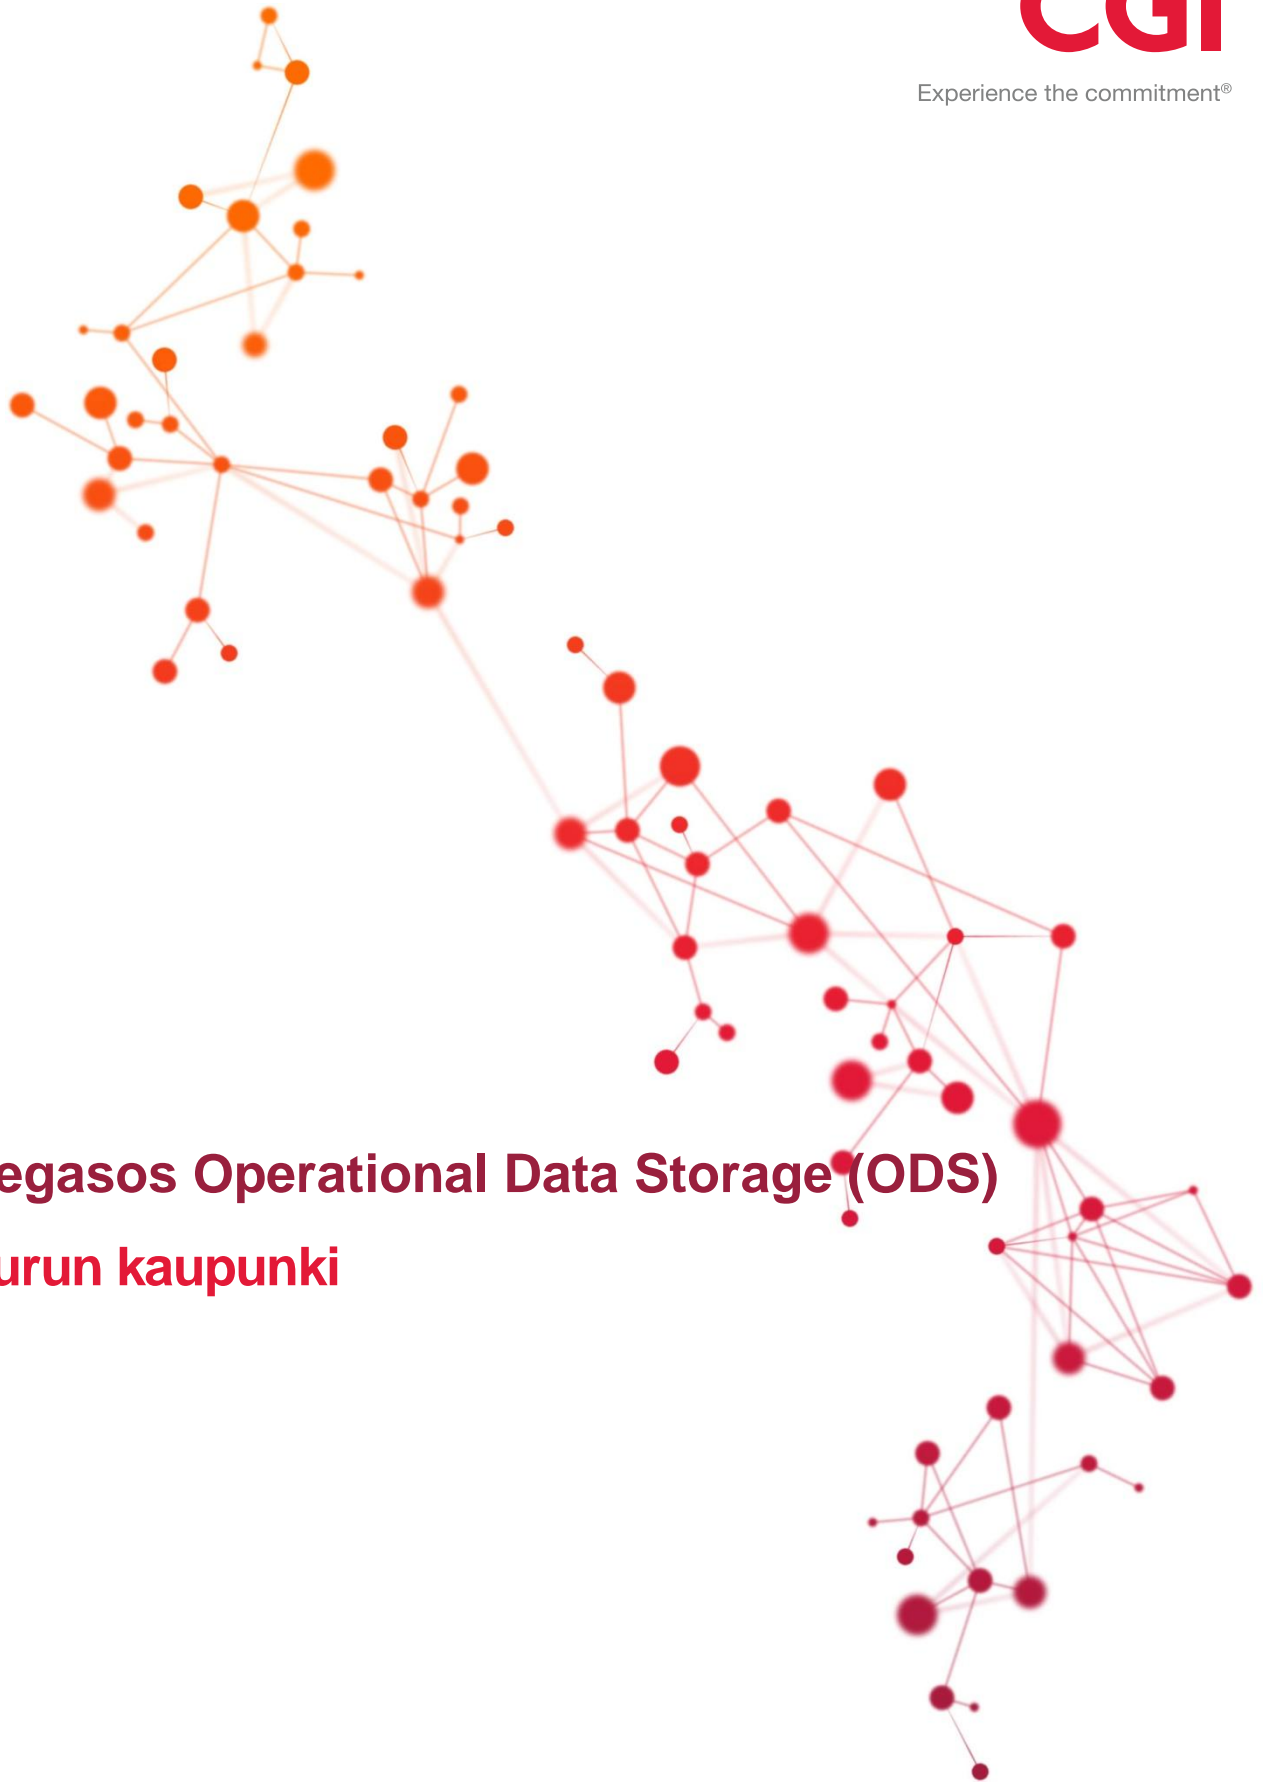 CGI
Experience the commitment®
egasos Operational Data Storage (ODS)
urun kaupunki